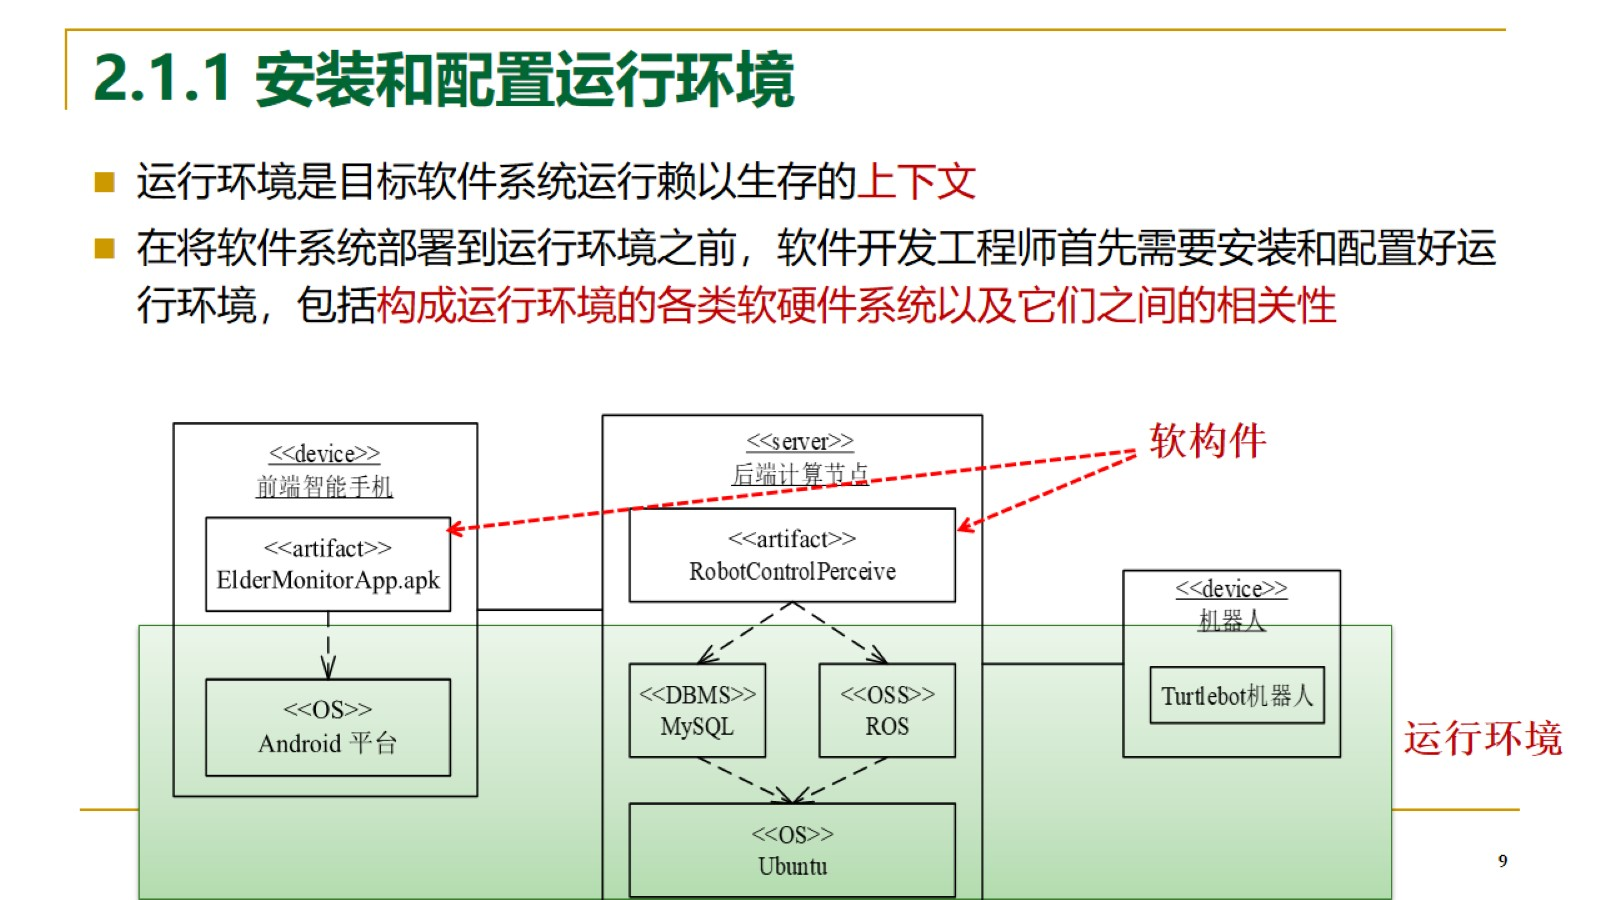 2.1.1 安装和配置运行环境
运行环境是目标软件系统运行赖以生存的上下文
在将软件系统部署到运行环境之前，软件开发工程师首先需要安装和配置好运
行环境，包括构成运行环境的各类软硬件系统以及它们之间的相关性
<<device>>
前端智能手机
<<artifact>>
ElderMonitorApp.apk
<<OS>>
Android 平台
<<server>>
后端计算节点
<<artifact>>
RobotControlPerceive
<<DBMS>>
MySQL
<<OSS>>
ROS
<<OS>>
Ubuntu
软构件
<<device>>
机器人
Turtlebot机器人
运行环境
9